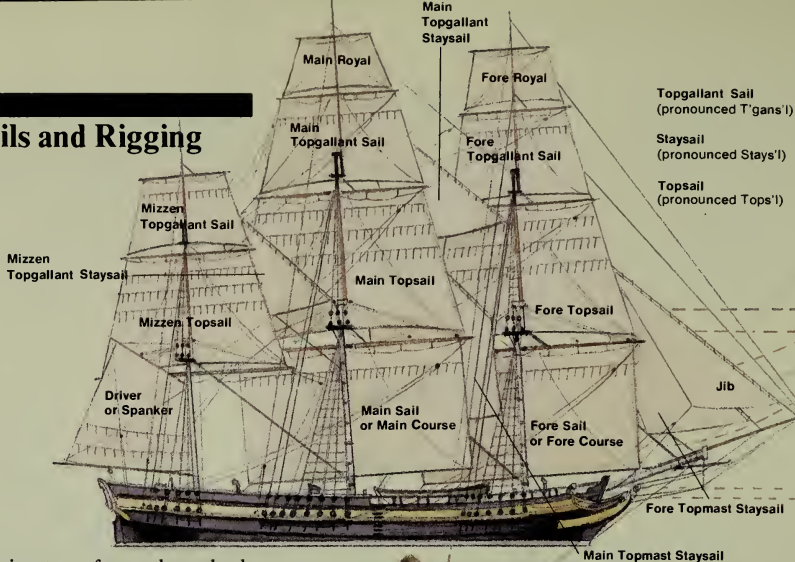 ils and Rigging
Main
Topgallant
Staysail
Main Royal
Fore Royal
Topgallant Sail
(pronounced T'gans'l)
Staysail
(pronounced Stays'l)
Topsail
(pronounced Tops'l)
Main
Topgallant Sail
Fore
Topgallant Sail
Mizzen
Topgallant Sail
Mizzen
Topgallant Staysail
Main Topsail
Mizzen Topsail
Fore Topsail
Driver
or Spanker
Main Sail
or Main Course
Fore Sail
or Fore Course
Jib
Fore Topmast Staysail
Main Topmast Staysail